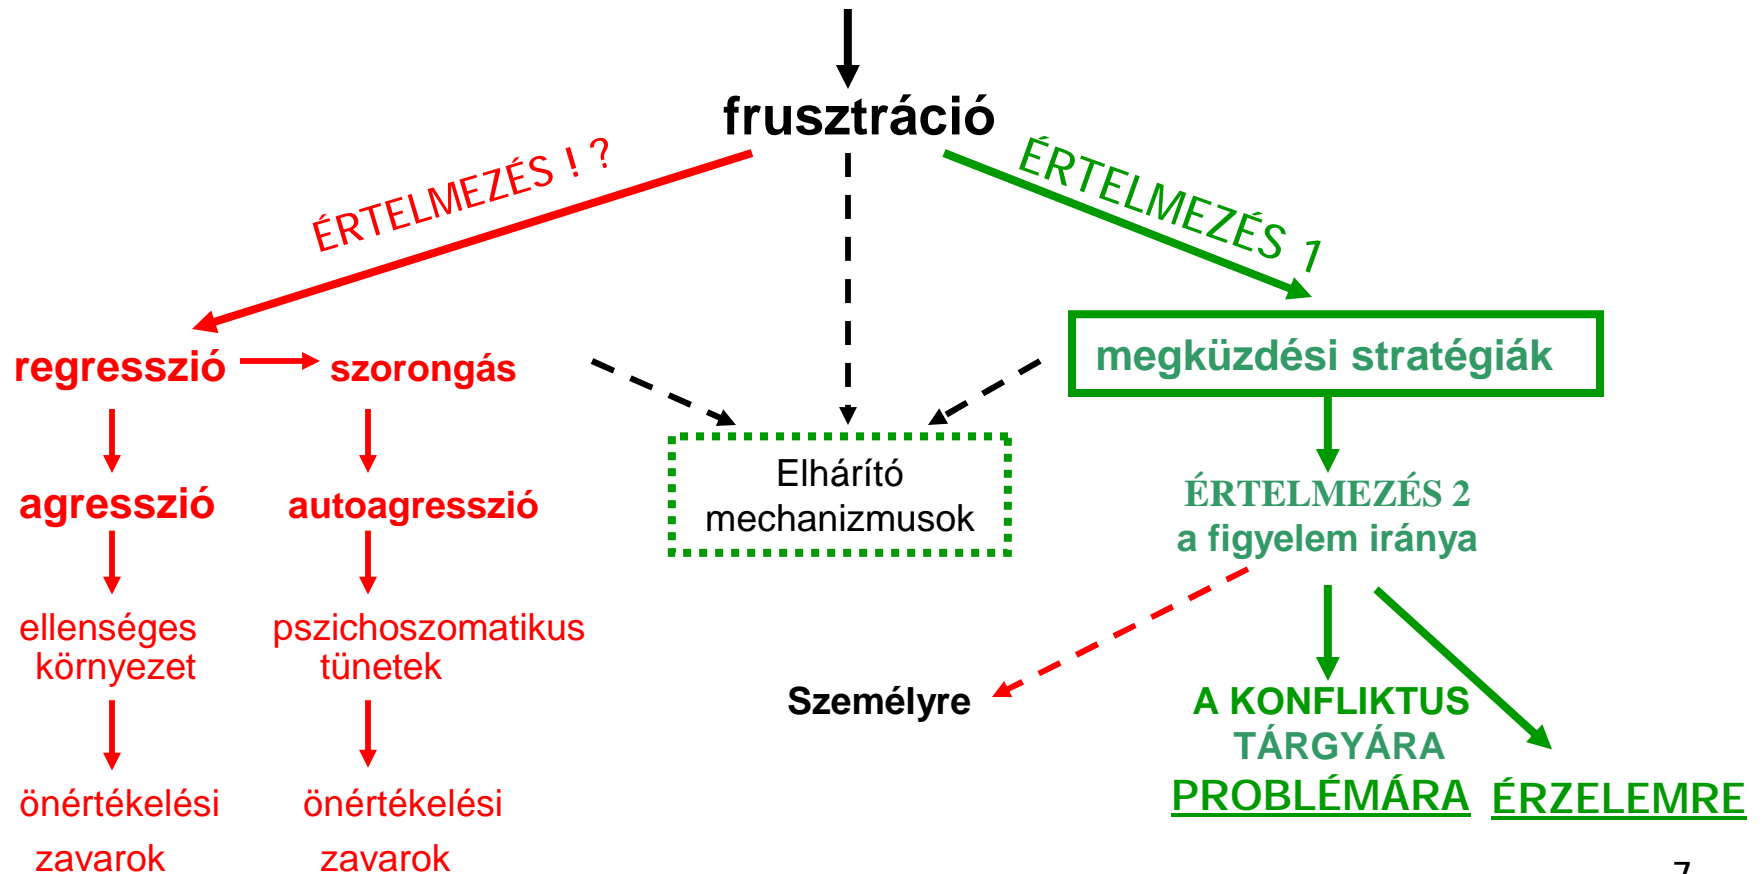 frusztráció
ÉRTELMEZÉS ! ?
ÉRTELMEZÉS 1
regresszió
szorongás
megküzdési stratégiák
agresszió
autoagresszió
Elhárító
mechanizmusok
ÉRTELMEZÉS 2
a figyelem iránya
ellenséges
környezet
pszichoszomatikus
tünetek
Személyre
A KONFLIKTUS
TÁRGYÁRA
PROBLÉMÁRA
ÉRZELEMRE
önértékelési
zavarok
önértékelési
zavarok
7